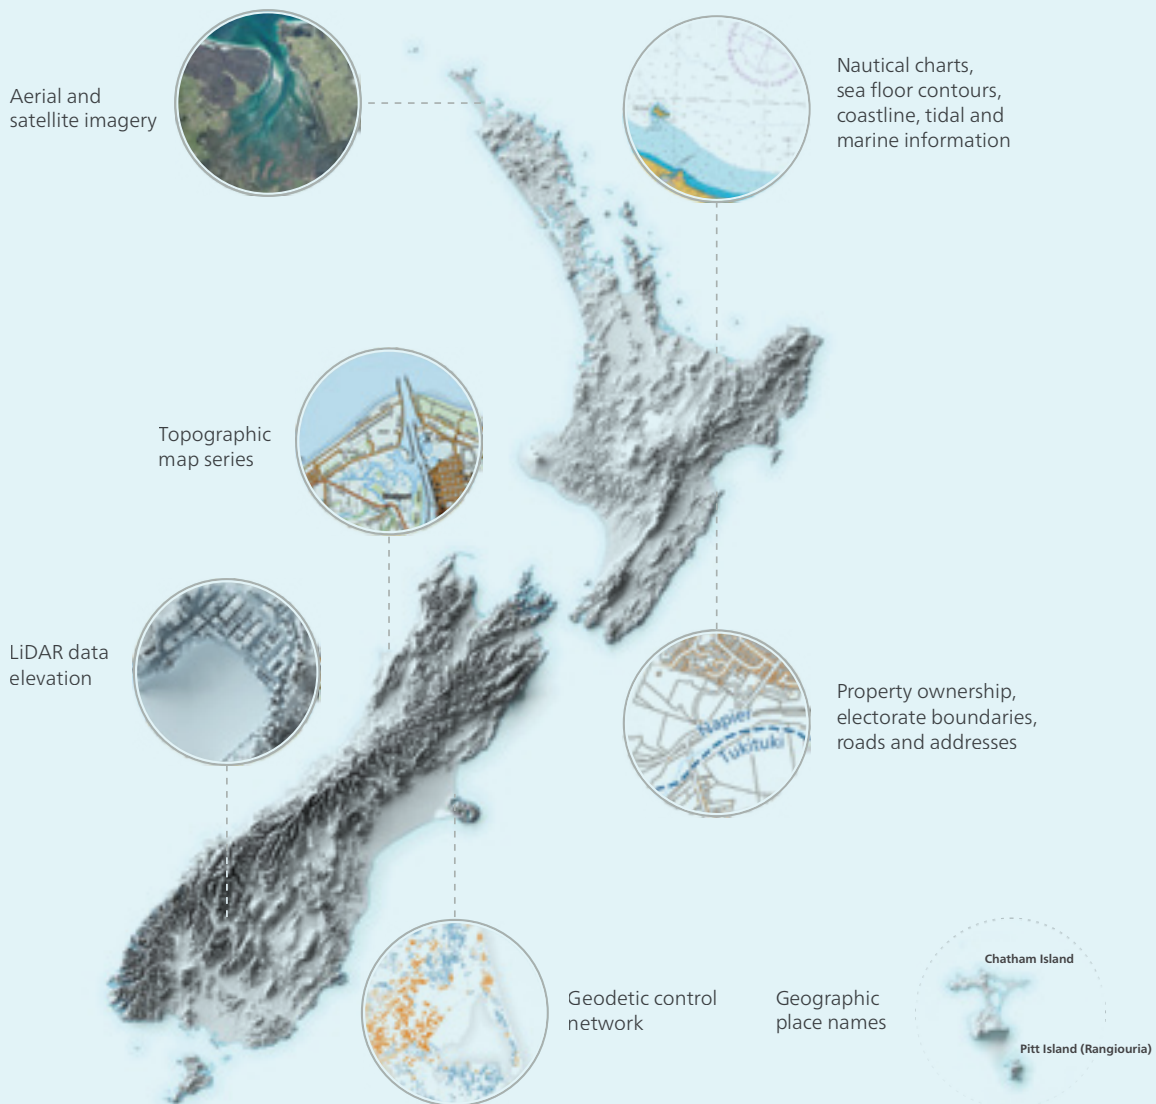 Aerial and
satellite imagery
Nautical charts,
sea floor contours,
coastline, tidal and
marine information
Topographic
map series
LiDAR data
elevation
Napier
Tukituki
Property ownership,
electorate boundaries,
roads and addresses
Geodetic control
network
Geographic
place names
Chatham Island
Pitt Island (Rangiouria)